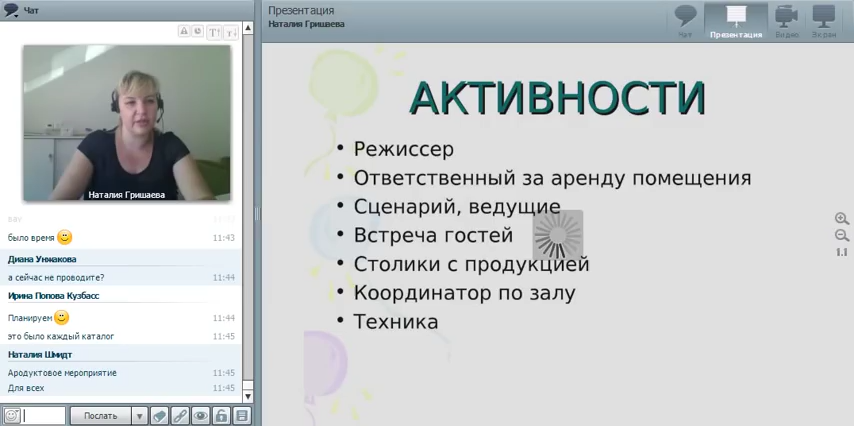 Чат
Наталия Гришаева
было время
11:43
Диана Унжакова
а сейчас не проводите?
11:44
Ирина Попова Кузбасс
Планируем
11:44
это было каждый каталог
11:45
Наталия Шмидт
Ародуктовое мероприятие
11:45
Для всех
11:45
Послать
Презентация
Наталия Гришаева
Чат
Презентация
Видео
Экран
АКТИВНОСТИ
• Режиссер
• Ответственный за аренду помещения
• Сценарий, ведущие
• Встреча гостей
• Столики с продукцией
• Координатор по залу
• Техника
1:1